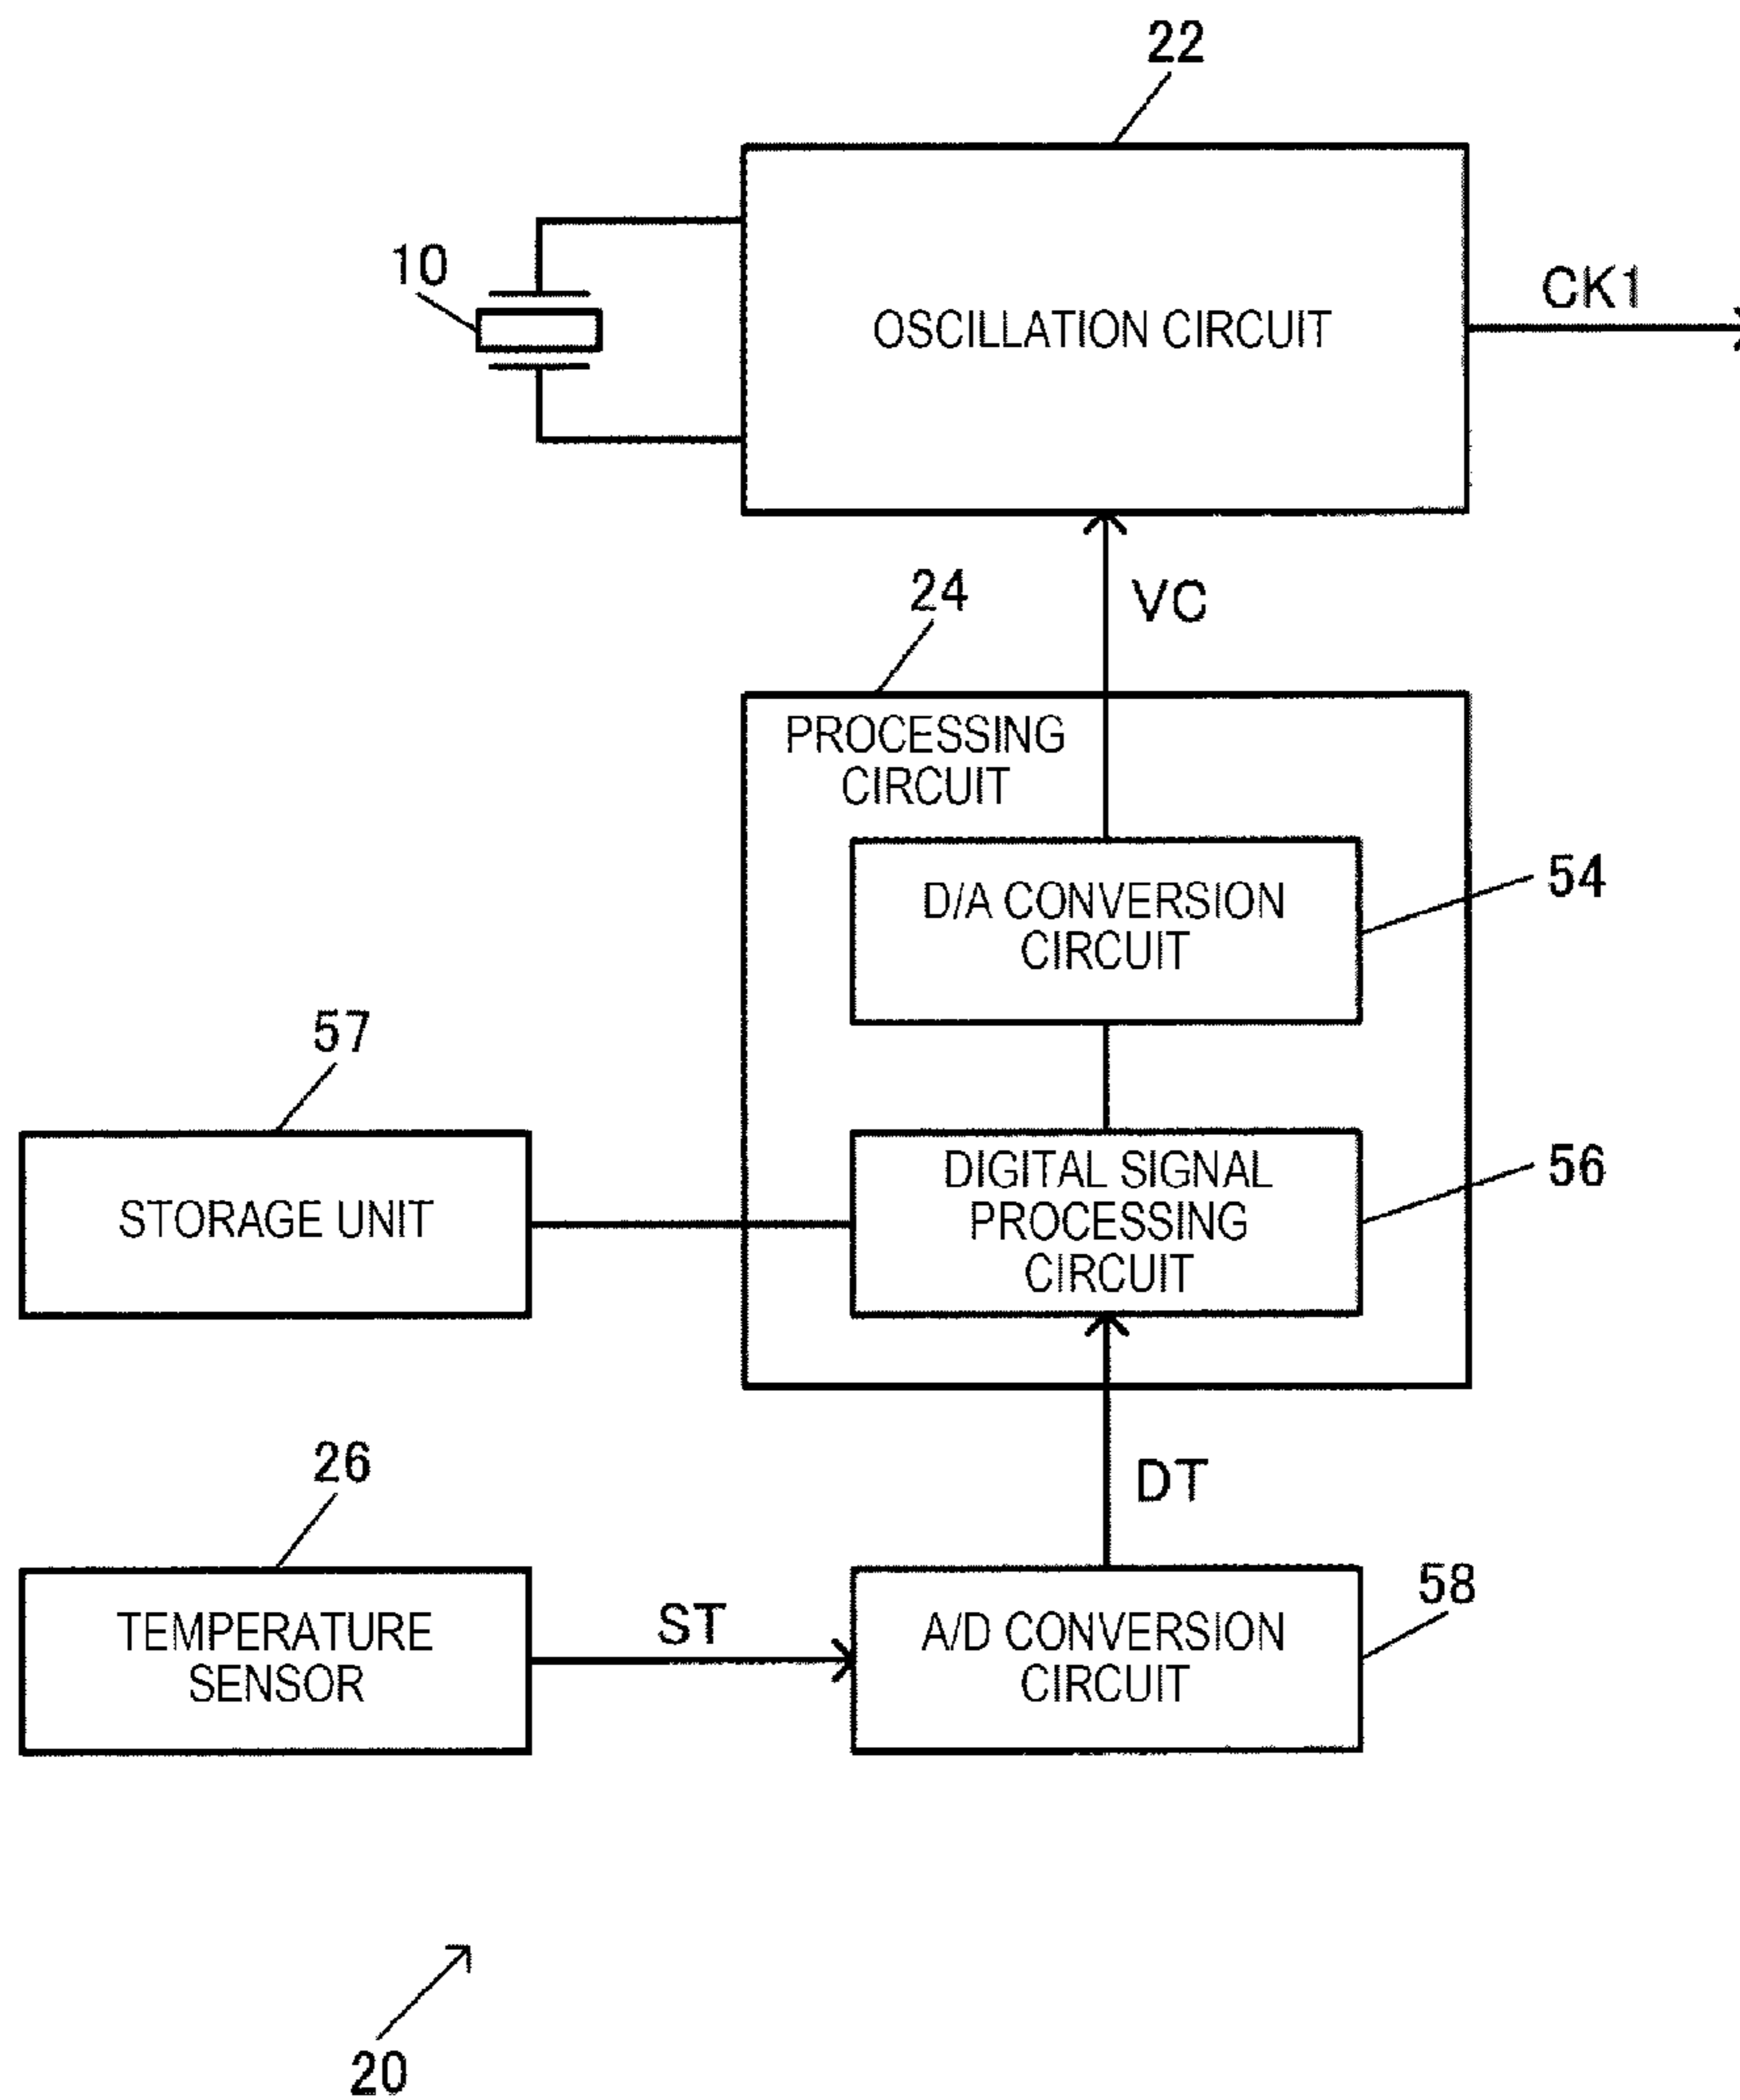 22
10
OSCILLATION CIRCUIT
CK1
VC
24
PROCESSING
CIRCUIT
D/A CONVERSION
CIRCUIT
54
57
STORAGE UNIT
DIGITAL SIGNAL
PROCESSING
CIRCUIT
56
DT
26
TEMPERATURE
SENSOR
ST
A/D CONVERSION
CIRCUIT
58
20